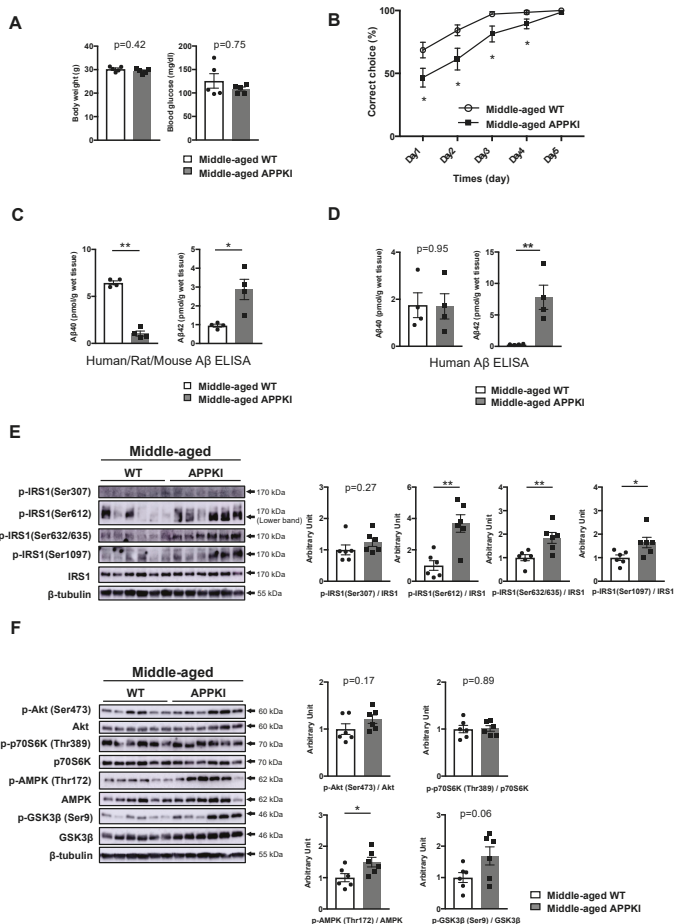 A
p=0.42
p=0.75
Body weight (g)
40
30
20
10
0
Blood glucose (mg/dl)
200
150
100
50
0
Middle-aged WT
Middle-aged APPKI
B
Correct choice (%)
100
50
0
*
*
*
*
Middle-aged WT
Middle-aged APPKI
Day1
Day2
Day3
Day4
Day5
Times (day)
C
**
*
Aβ40 (pmol/g wet tissue)
10
5
0
Aβ42 (pmol/g wet tissue)
5
4
3
2
1
0
Human/Rat/Mouse Aβ ELISA
Middle-aged WT
Middle-aged APPKI
D
p=0.95
**
Aβ40 (pmol/g wet tissue)
4
2
0
Aβ42 (pmol/g wet tissue)
15
10
5
0
Human Aβ ELISA
Middle-aged WT
Middle-aged APPKI
E
Middle-aged
WT APPKI
p-IRS1(Ser307) 170 kDa
p-IRS1(Ser612) 170 kDa
(Lower band)
p-IRS1(Ser632/635) 170 kDa
p-IRS1(Ser1097) 170 kDa
IRS1 170 kDa
β-tubulin 55 kDa
p=0.27
Arbitrary Unit
3
2
1
0
p-IRS1(Ser307) / IRS1
**
Arbitrary Unit
6
4
2
0
p-IRS1(Ser612) / IRS1
**
Arbitrary Unit
4
3
2
1
0
p-IRS1(Ser632/635) / IRS1
*
Arbitrary Unit
4
3
2
1
0
p-IRS1(Ser1097) / IRS1
F
Middle-aged
WT APPKI
p-Akt (Ser473) 60 kDa
Akt 60 kDa
p-p70S6K (Thr389) 70 kDa
p70S6K 70 kDa
p-AMPK (Thr172) 62 kDa
AMPK 62 kDa
p-GSK3β (Ser9) 46 kDa
GSK3β 46 kDa
β-tubulin 55 kDa
p=0.17
Arbitrary Unit
2
1
0
p-Akt (Ser473) / Akt
p=0.89
Arbitrary Unit
2
1
0
p-p70S6K (Thr389) / p70S6K
*
Arbitrary Unit
3
2
1
0
p-AMPK (Thr172) / AMPK
p=0.06
Arbitrary Unit
3
2
1
0
p-GSK3β (Ser9) / GSK3β
Middle-aged WT
Middle-aged APPKI